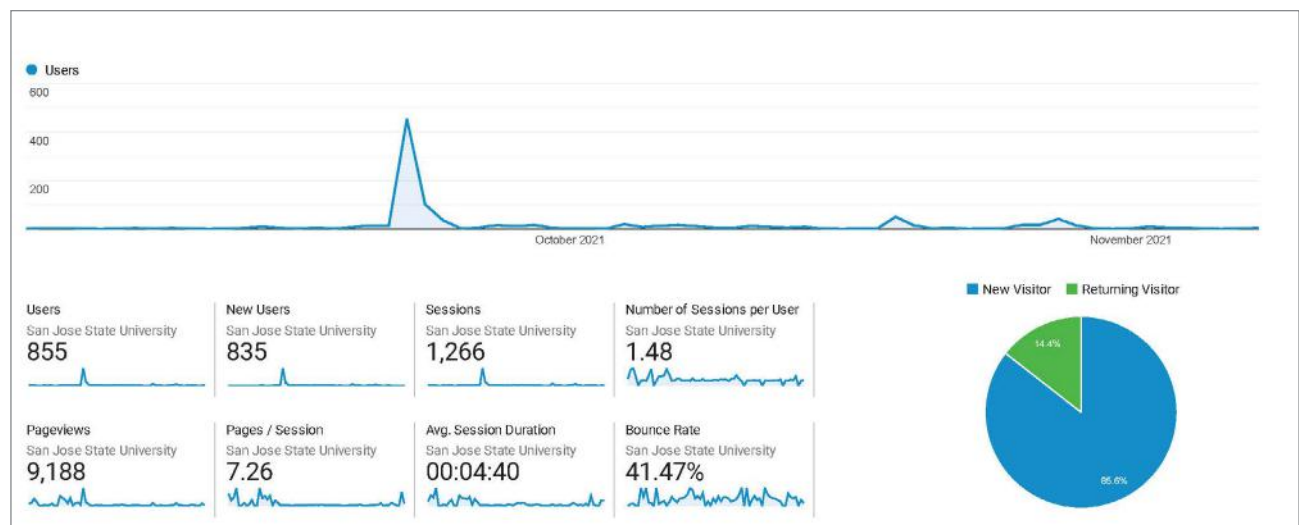 Users
600
400
200
October 2021
November 2021
New Visitor Returning Visitor
Users
San Jose State University
855
New Users
San Jose State University
835
Sessions
San Jose State University
1,266
Number of Sessions per User
San Jose State University
1.48
14.4%
85.6%
Pageviews
San Jose State University
9,188
Pages / Session
San Jose State University
7.26
Avg. Session Duration
San Jose State University
00:04:40
Bounce Rate
San Jose State University
41.47%